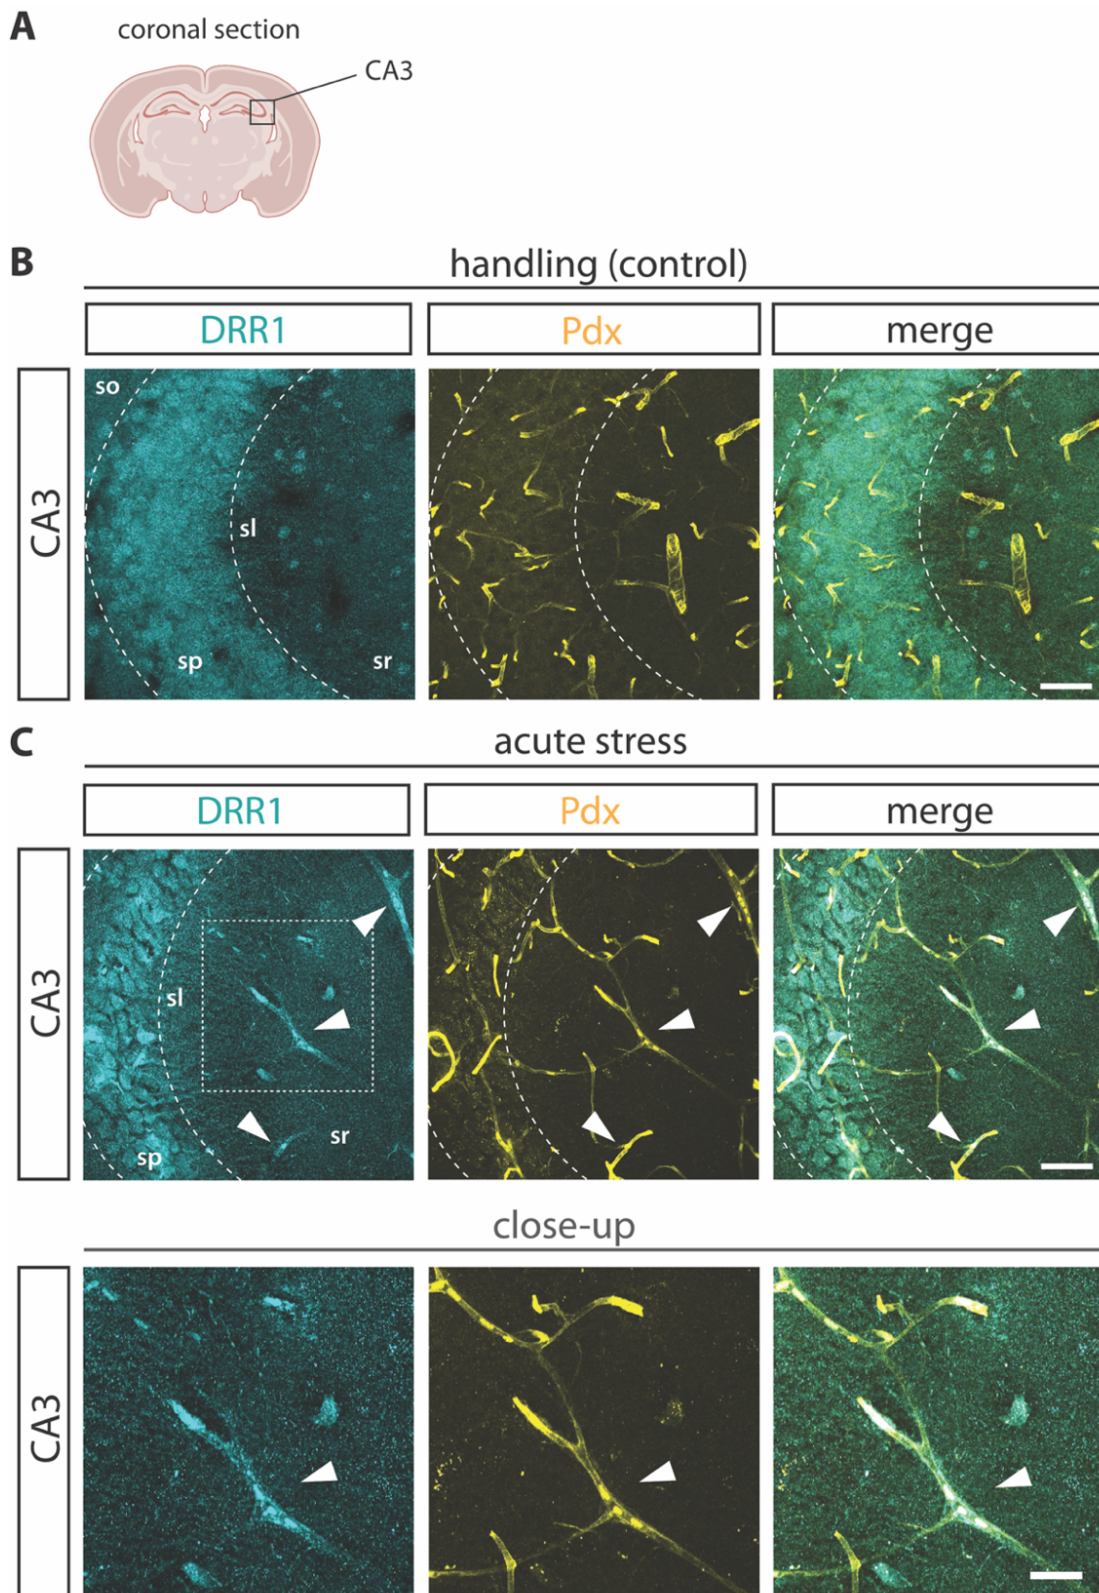 A
coronal section
CA3
B
handling (control)
DRR1 Pdx merge
CA3
so
sl
sp
sr
C
acute stress
DRR1 Pdx merge
CA3
sl
sr
sp
close-up
CA3